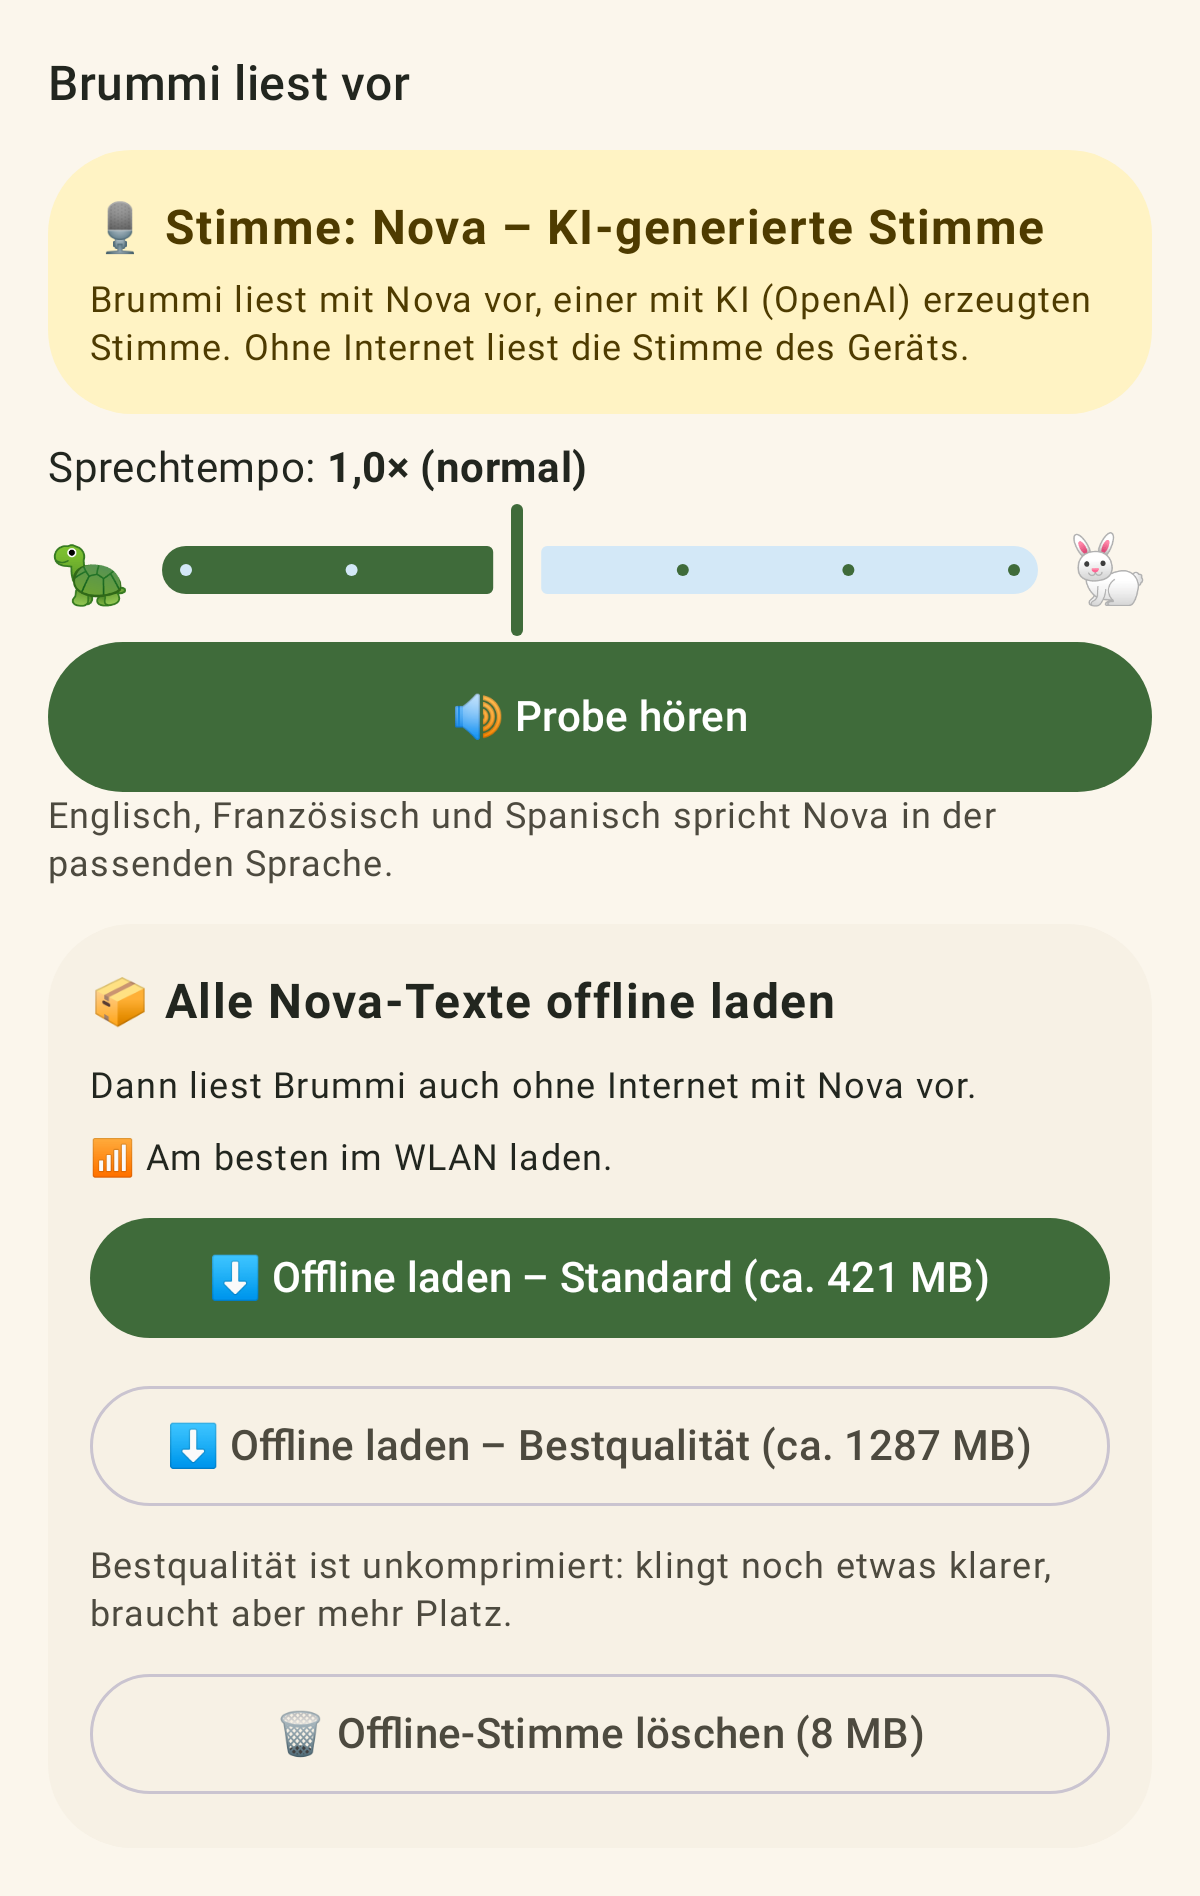 Brummi liest vor
Stimme: Nova – KI-generierte Stimme
Brummi liest mit Nova vor, einer mit KI (OpenAI) erzeugten
Stimme. Ohne Internet liest die Stimme des Geräts.
Sprechtempo: 1,0× (normal)
Probe hören
Englisch, Französisch und Spanisch spricht Nova in der
passenden Sprache.
Alle Nova-Texte offline laden
Dann liest Brummi auch ohne Internet mit Nova vor.
Am besten im WLAN laden.
Offline laden – Standard (ca. 421 MB)
Offline laden – Bestqualität (ca. 1287 MB)
Bestqualität ist unkomprimiert: klingt noch etwas klarer,
braucht aber mehr Platz.
Offline-Stimme löschen (8 MB)